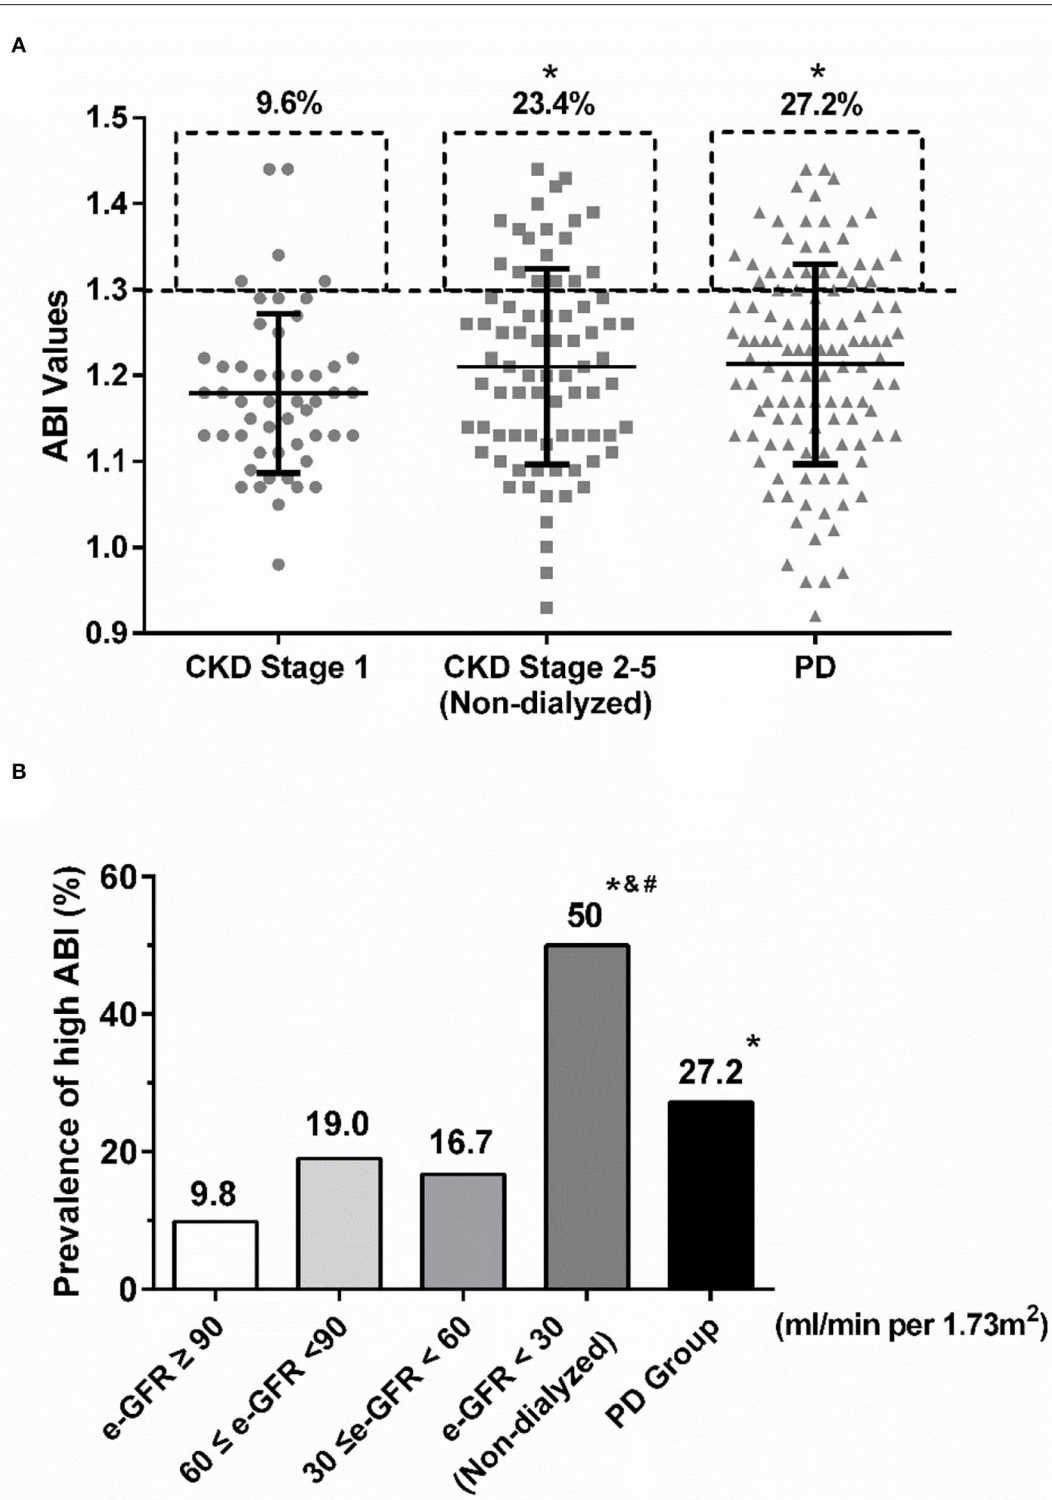 A
* *
9.6% 23.4% 27.2%
1.5
1.4
1.3
1.2
1.1
1.0
0.9
ABI Values
CKD Stage 1 CKD Stage 2-5 PD
(Non-dialyzed)
B
Prevalence of high ABI (%)
60
40
20
0
9.8
19.0
16.7
50 *&#
27.2 *
e-GFR ≥ 90
60 ≤ e-GFR <90
30 ≤e-GFR < 60
e-GFR < 30
(Non-dialyzed)
PD Group
(ml/min per 1.73m²)